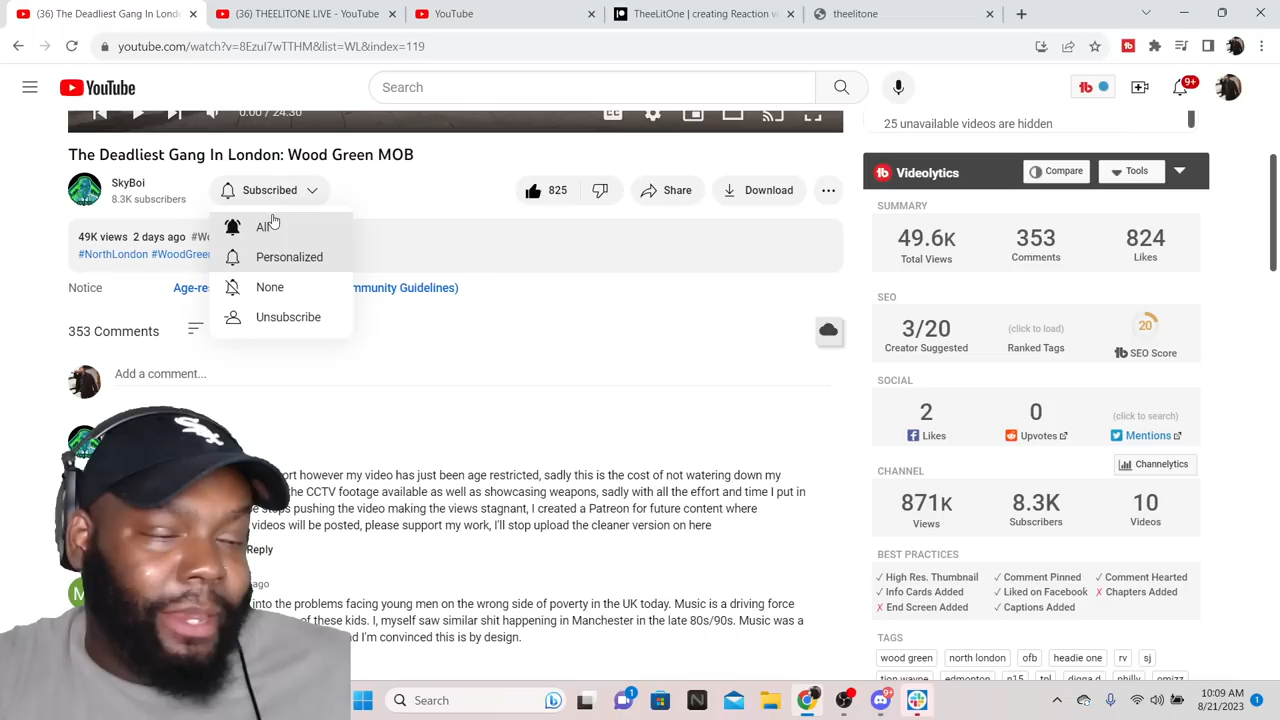 (36) The Deadliest Gang In Lond
(36) THEELITONE LIVE - YouTube
YouTube
TheeLitOne | creating Reaction v
theelitone
youtube.com/watch?v=8EzuI7wTTHM&list=WL&index=119
YouTube
Search
9+
0:00 / 24:30
25 unavailable videos are hidden
The Deadliest Gang In London: Wood Green MOB
SkyBoi
8.3K subscribers
Subscribed
825
Share
Download
All
Personalized
None
Unsubscribe
49K views 2 days ago
#NorthLondon
Notice
mmunity Guidelines)
353 Comments
Add a comment...
ort however my video has just been age restricted, sadly this is the cost of not watering down my
the CCTV footage available as well as showcasing weapons, sadly with all the effort and time I put in
stops pushing the video making the views stagnant, I created a Patreon for future content where
videos will be posted, please support my work, I'll stop upload the cleaner version on here
Reply
ago
into the problems facing young men on the wrong side of poverty in the UK today. Music is a driving force
of these kids. I, myself saw similar shit happening in Manchester in the late 80s/90s. Music was a
nd I'm convinced this is by design.
Videolytics
Compare
Tools
SUMMARY
49.6K
353
824
Total Views
Comments
Likes
SEO
3/20
(click to load)
20
Creator Suggested
Ranked Tags
SEO Score
SOCIAL
2
0
(click to search)
Likes
Upvotes
Mentions
CHANNEL
Channelytics
871K
8.3K
10
Views
Subscribers
Videos
BEST PRACTICES
✓ High Res. Thumbnail ✓ Comment Pinned ✓ Comment Hearted
✓ Info Cards Added ✓ Liked on Facebook ✗ Chapters Added
✗ End Screen Added ✓ Captions Added
TAGS
wood green
north london
ofb
headie one
rv
sj
tion wayne
edmonton
n15
tpl
digga d
philly
omizz
Search
10:09 AM
8/21/2023